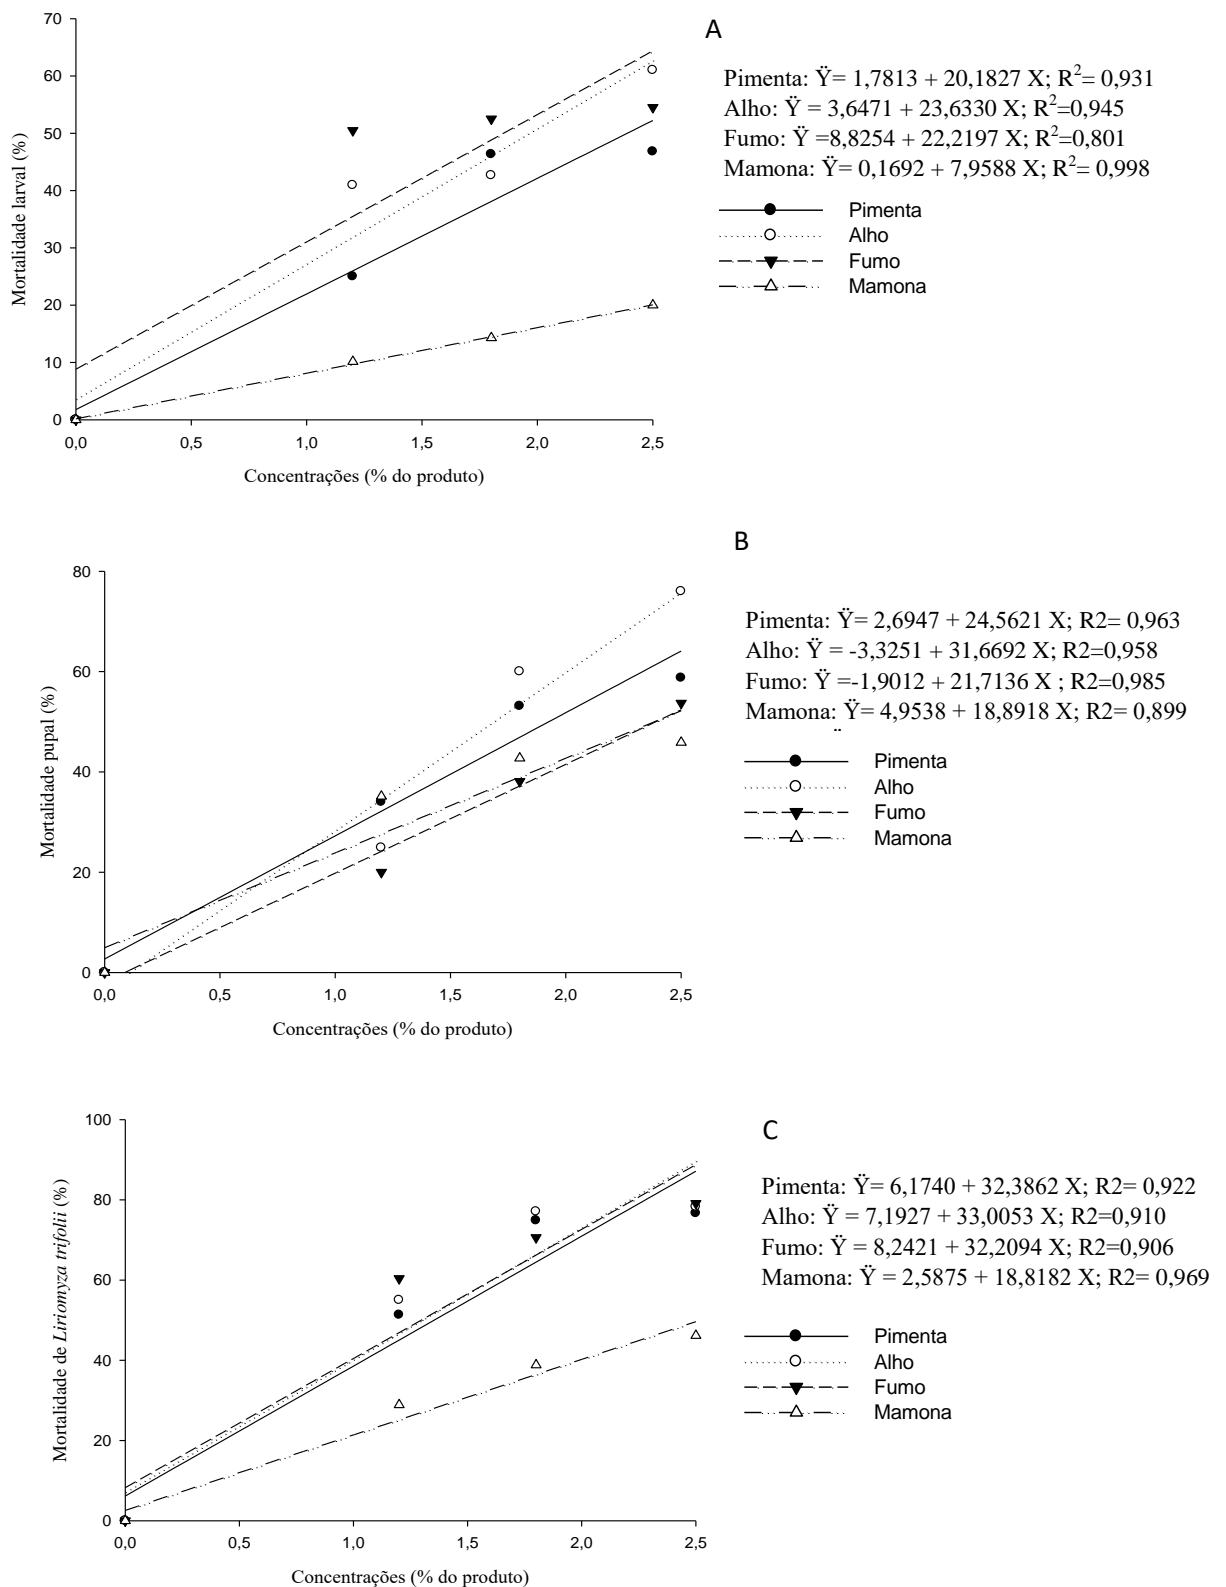 A
Pimenta: Ÿ= 1,7813 + 20,1827 X; R²= 0,931
Alho: Ÿ = 3,6471 + 23,6330 X; R²=0,945
Fumo: Ÿ =8,8254 + 22,2197 X; R²=0,801
Mamona: Ÿ= 0,1692 + 7,9588 X; R²= 0,998
Pimenta
Alho
Fumo
Mamona
Mortalidade larval (%)
70
60
50
40
30
20
10
0
0,0 0,5 1,0 1,5 2,0 2,5
Concentrações (% do produto)
B
Pimenta: Ÿ= 2,6947 + 24,5621 X; R2= 0,963
Alho: Ÿ = -3,3251 + 31,6692 X; R2=0,958
Fumo: Ÿ =-1,9012 + 21,7136 X ; R2=0,985
Mamona: Ÿ= 4,9538 + 18,8918 X; R2= 0,899
Pimenta
Alho
Fumo
Mamona
Mortalidade pupal (%)
80
60
40
20
0
0,0 0,5 1,0 1,5 2,0 2,5
Concentrações (% do produto)
C
Pimenta: Ÿ= 6,1740 + 32,3862 X; R2= 0,922
Alho: Ÿ = 7,1927 + 33,0053 X; R2=0,910
Fumo: Ÿ = 8,2421 + 32,2094 X; R2=0,906
Mamona: Ÿ = 2,5875 + 18,8182 X; R2= 0,969
Pimenta
Alho
Fumo
Mamona
Mortalidade de Liriomyza trifolii (%)
100
80
60
40
20
0
0,0 0,5 1,0 1,5 2,0 2,5
Concentrações (% do produto)